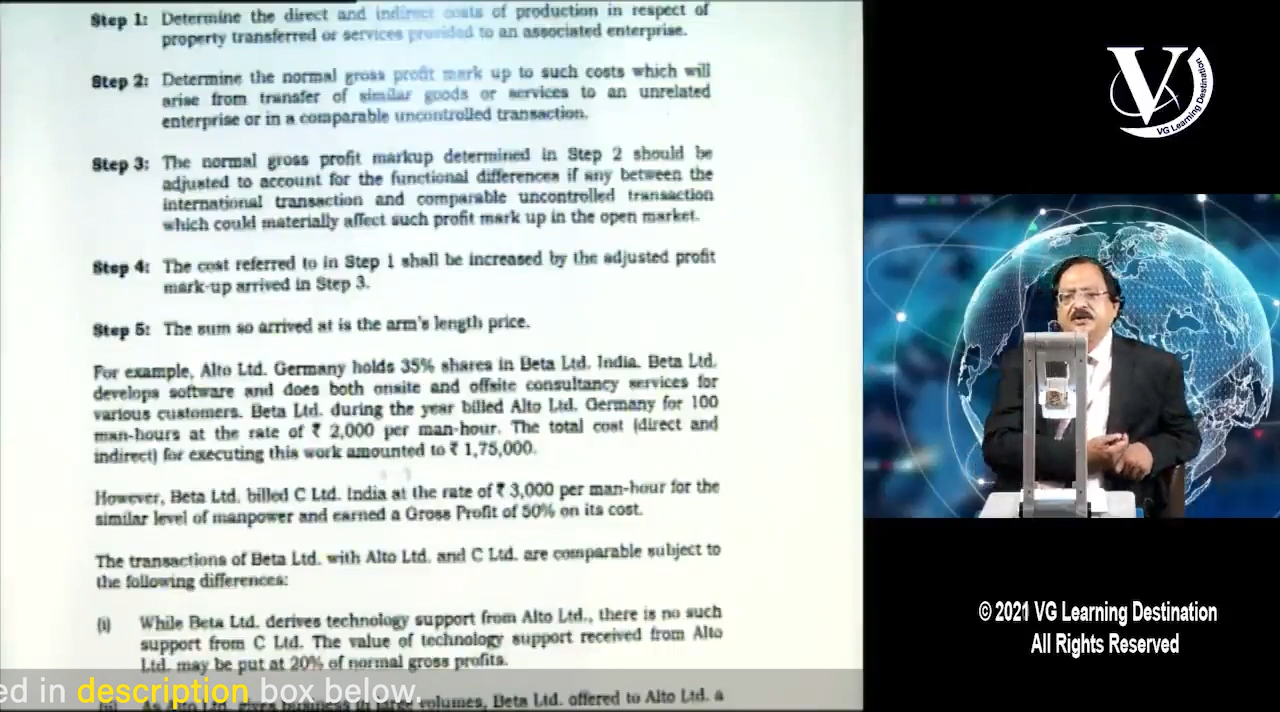 Step 1: Determine the direct and indirect costs of production in respect of
property transferred or services provided to an associated enterprise.
Step 2: Determine the normal gross profit mark up to such costs which will
arise from transfer of similar goods or services to an unrelated
enterprise or in a comparable uncontrolled transaction.
Step 3: The normal gross profit markup determined in Step 2 should be
adjusted to account for the functional differences if any between the
international transaction and comparable uncontrolled transaction
which could materially affect such profit mark up in the open market.
Step 4: The cost referred to in Step 1 shall be increased by the adjusted profit
mark-up arrived in Step 3.
Step 5: The sum so arrived at is the arm's length price.
For example, Alto Ltd. Germany holds 35% shares in Beta Ltd. India. Beta Ltd.
develops software and does both onsite and offsite consultancy services for
various customers. Beta Ltd. during the year billed Alto Ltd. Germany for 100
man-hours at the rate of ₹ 2,000 per man-hour. The total cost (direct and
indirect) for executing this work amounted to ₹ 1,75,000.
However, Beta Ltd. billed C Ltd. India at the rate of ₹ 3,000 per man-hour for the
similar level of manpower and earned a Gross Profit of 50% on its cost.
The transactions of Beta Ltd. with Alto Ltd. and C Ltd. are comparable subject to
the following differences:
(i) While Beta Ltd. derives technology support from Alto Ltd., there is no such
support from C Ltd. The value of technology support received from Alto
Ltd. may be put at 20% of normal gross profits.
volumes, Beta Ltd. offered to Alto Ltd. a
ed in description box below.
V
VG Learning Destination
© 2021 VG Learning Destination
All Rights Reserved